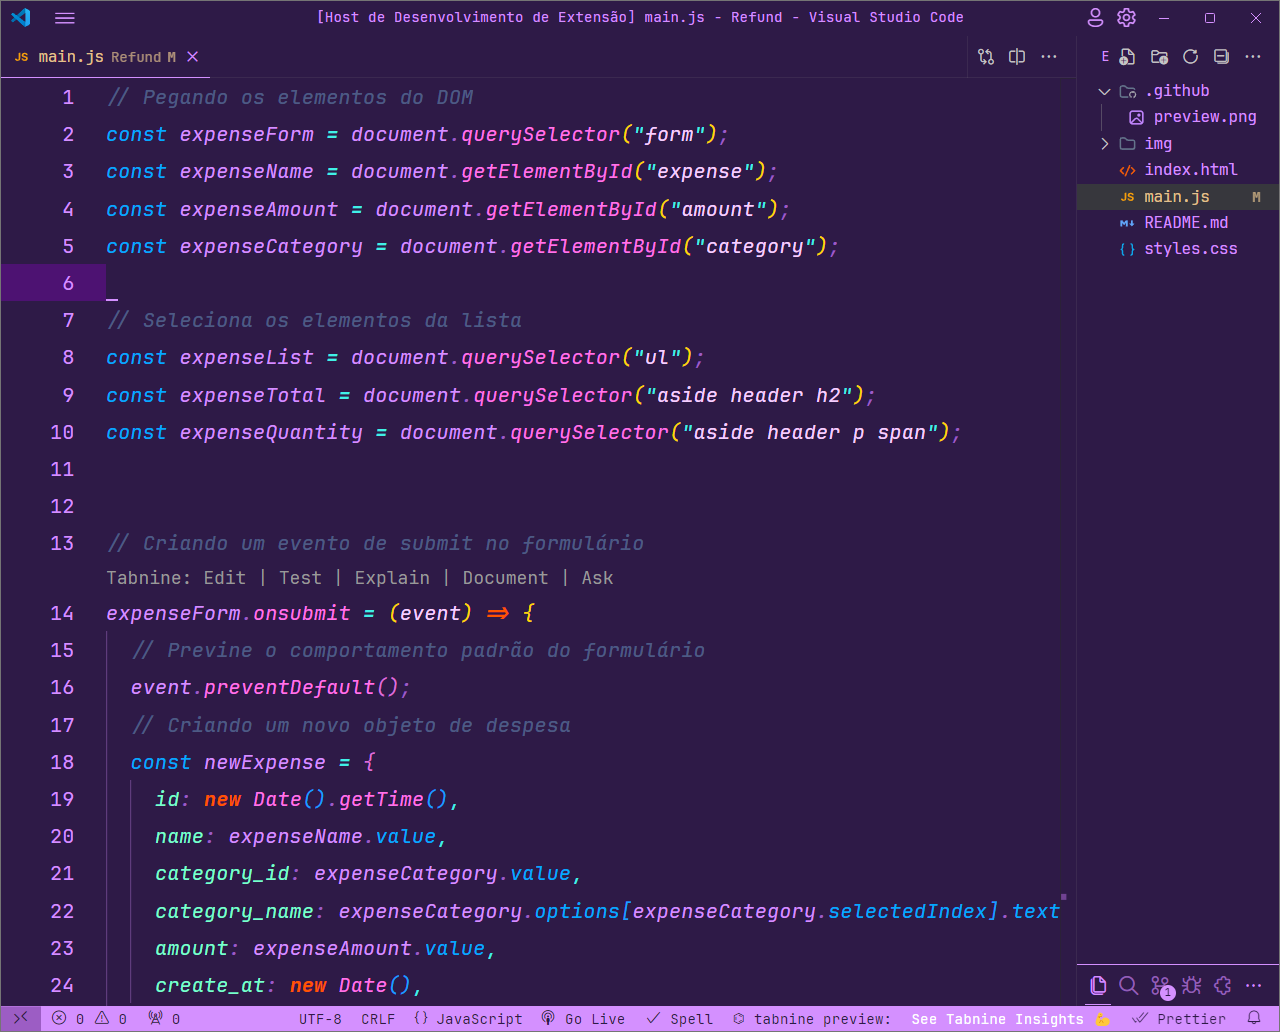 [Host de Desenvolvimento de Extensão] main.js - Refund - Visual Studio Code
JS main.js Refund M
E
1 // Pegando os elementos do DOM
2 const expenseForm = document.querySelector("form");
3 const expenseName = document.getElementById("expense");
4 const expenseAmount = document.getElementById("amount");
5 const expenseCategory = document.getElementById("category");
6
7 // Seleciona os elementos da lista
8 const expenseList = document.querySelector("ul");
9 const expenseTotal = document.querySelector("aside header h2");
10 const expenseQuantity = document.querySelector("aside header p span");
11
12
13 // Criando um evento de submit no formulário
Tabnine: Edit | Test | Explain | Document | Ask
14 expenseForm.onsubmit = (event) => {
15 // Previne o comportamento padrão do formulário
16 event.preventDefault();
17 // Criando um novo objeto de despesa
18 const newExpense = {
19 id: new Date().getTime(),
20 name: expenseName.value,
21 category_id: expenseCategory.value,
22 category_name: expenseCategory.options[expenseCategory.selectedIndex].text
23 amount: expenseAmount.value,
24 create_at: new Date(),
.github
preview.png
img
index.html
JS main.js M
M↓ README.md
{} styles.css
1
0 0 0 UTF-8 CRLF {} JavaScript Go Live Spell tabnine preview: See Tabnine Insights 💪 Prettier